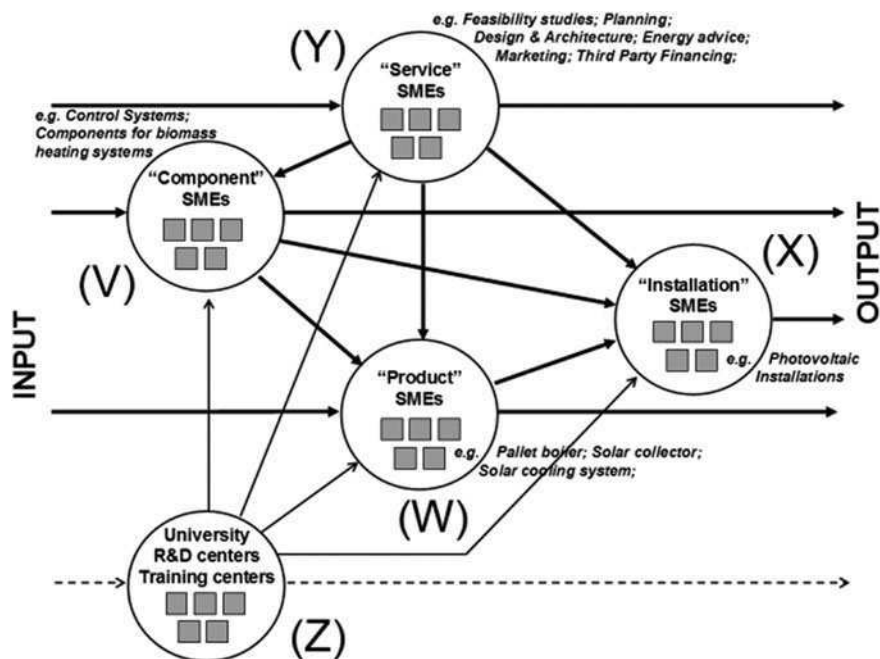 e.g. Feasibility studies; Planning;
Design & Architecture; Energy advice;
Marketing; Third Party Financing;
(Y)
“Service”
SMEs
e.g. Control Systems;
Components for biomass
heating systems
“Component”
SMEs
(V)
(X)
“Installation”
SMEs
e.g. Photovoltaic
Installations
INPUT
OUTPUT
“Product”
SMEs
e.g. Pallet boiler; Solar collector;
Solar cooling system;
(W)
University
R&D centers
Training centers
(Z)